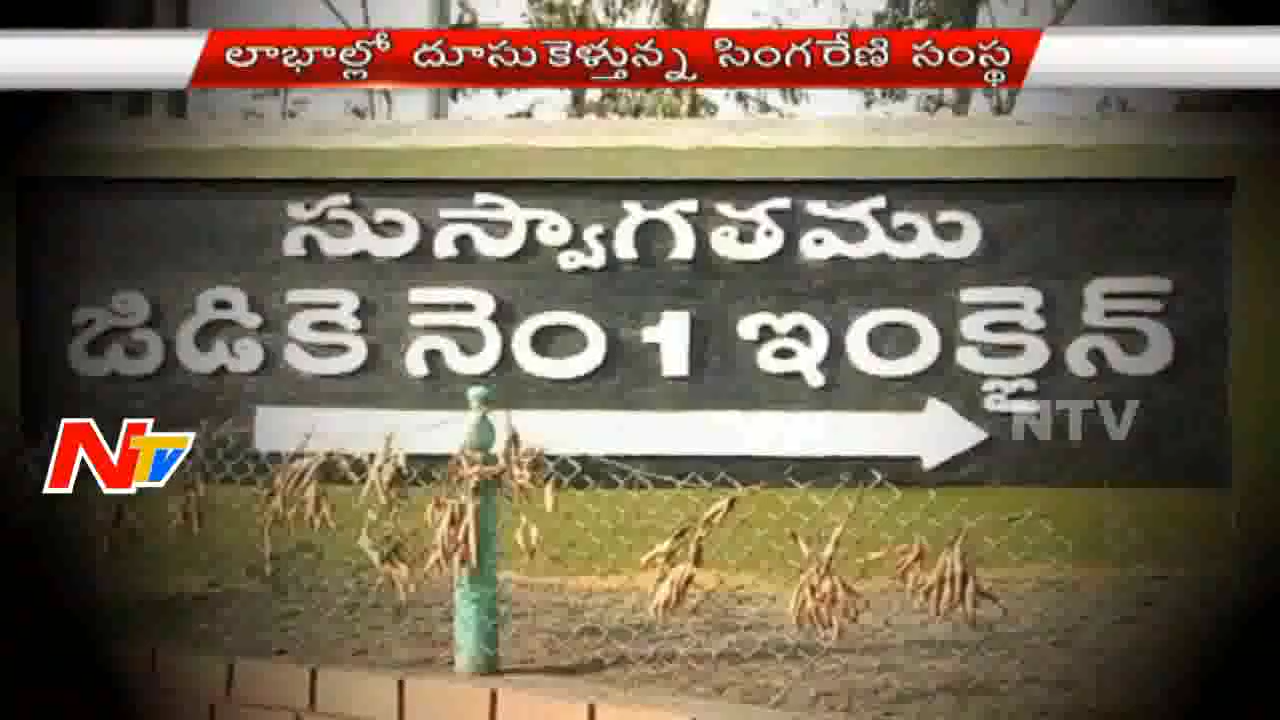 లాభాల్లో దూసుకెళ్తున్న సింగరేణి సంస్థ
సుస్వాగతము
జిడికె నెం 1 ఇంక్లైన్
NTV
NTV